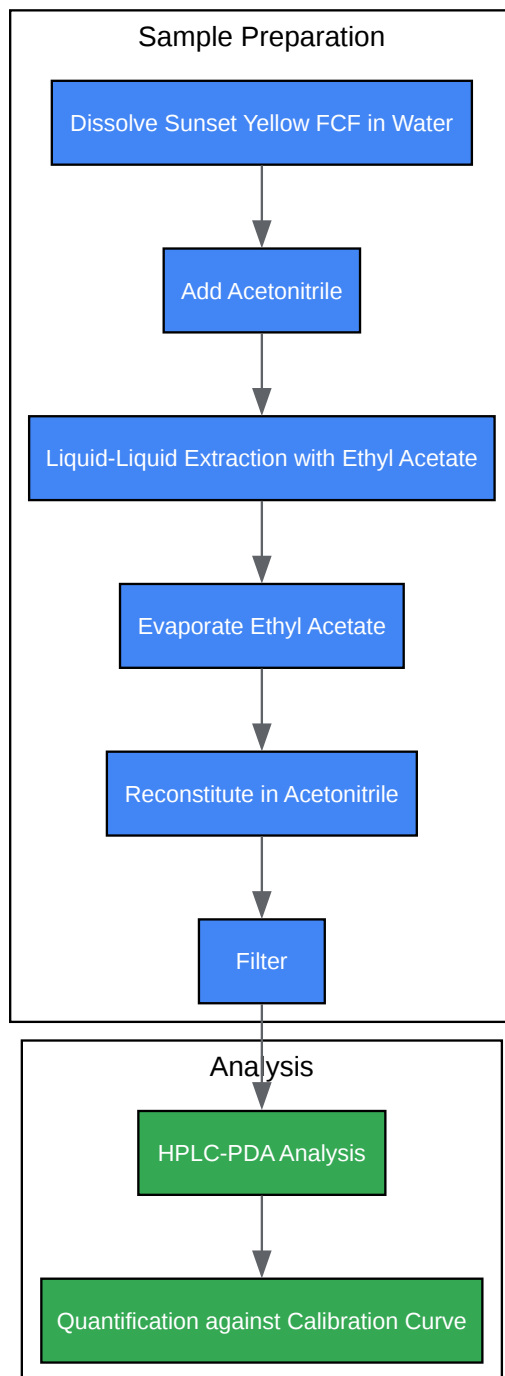 Sample Preparation
Dissolve Sunset Yellow FCF in Water
Add Acetonitrile
Liquid-Liquid Extraction with Ethyl Acetate
Evaporate Ethyl Acetate
Reconstitute in Acetonitrile
Filter
Analysis
HPLC-PDA Analysis
Quantification against Calibration Curve